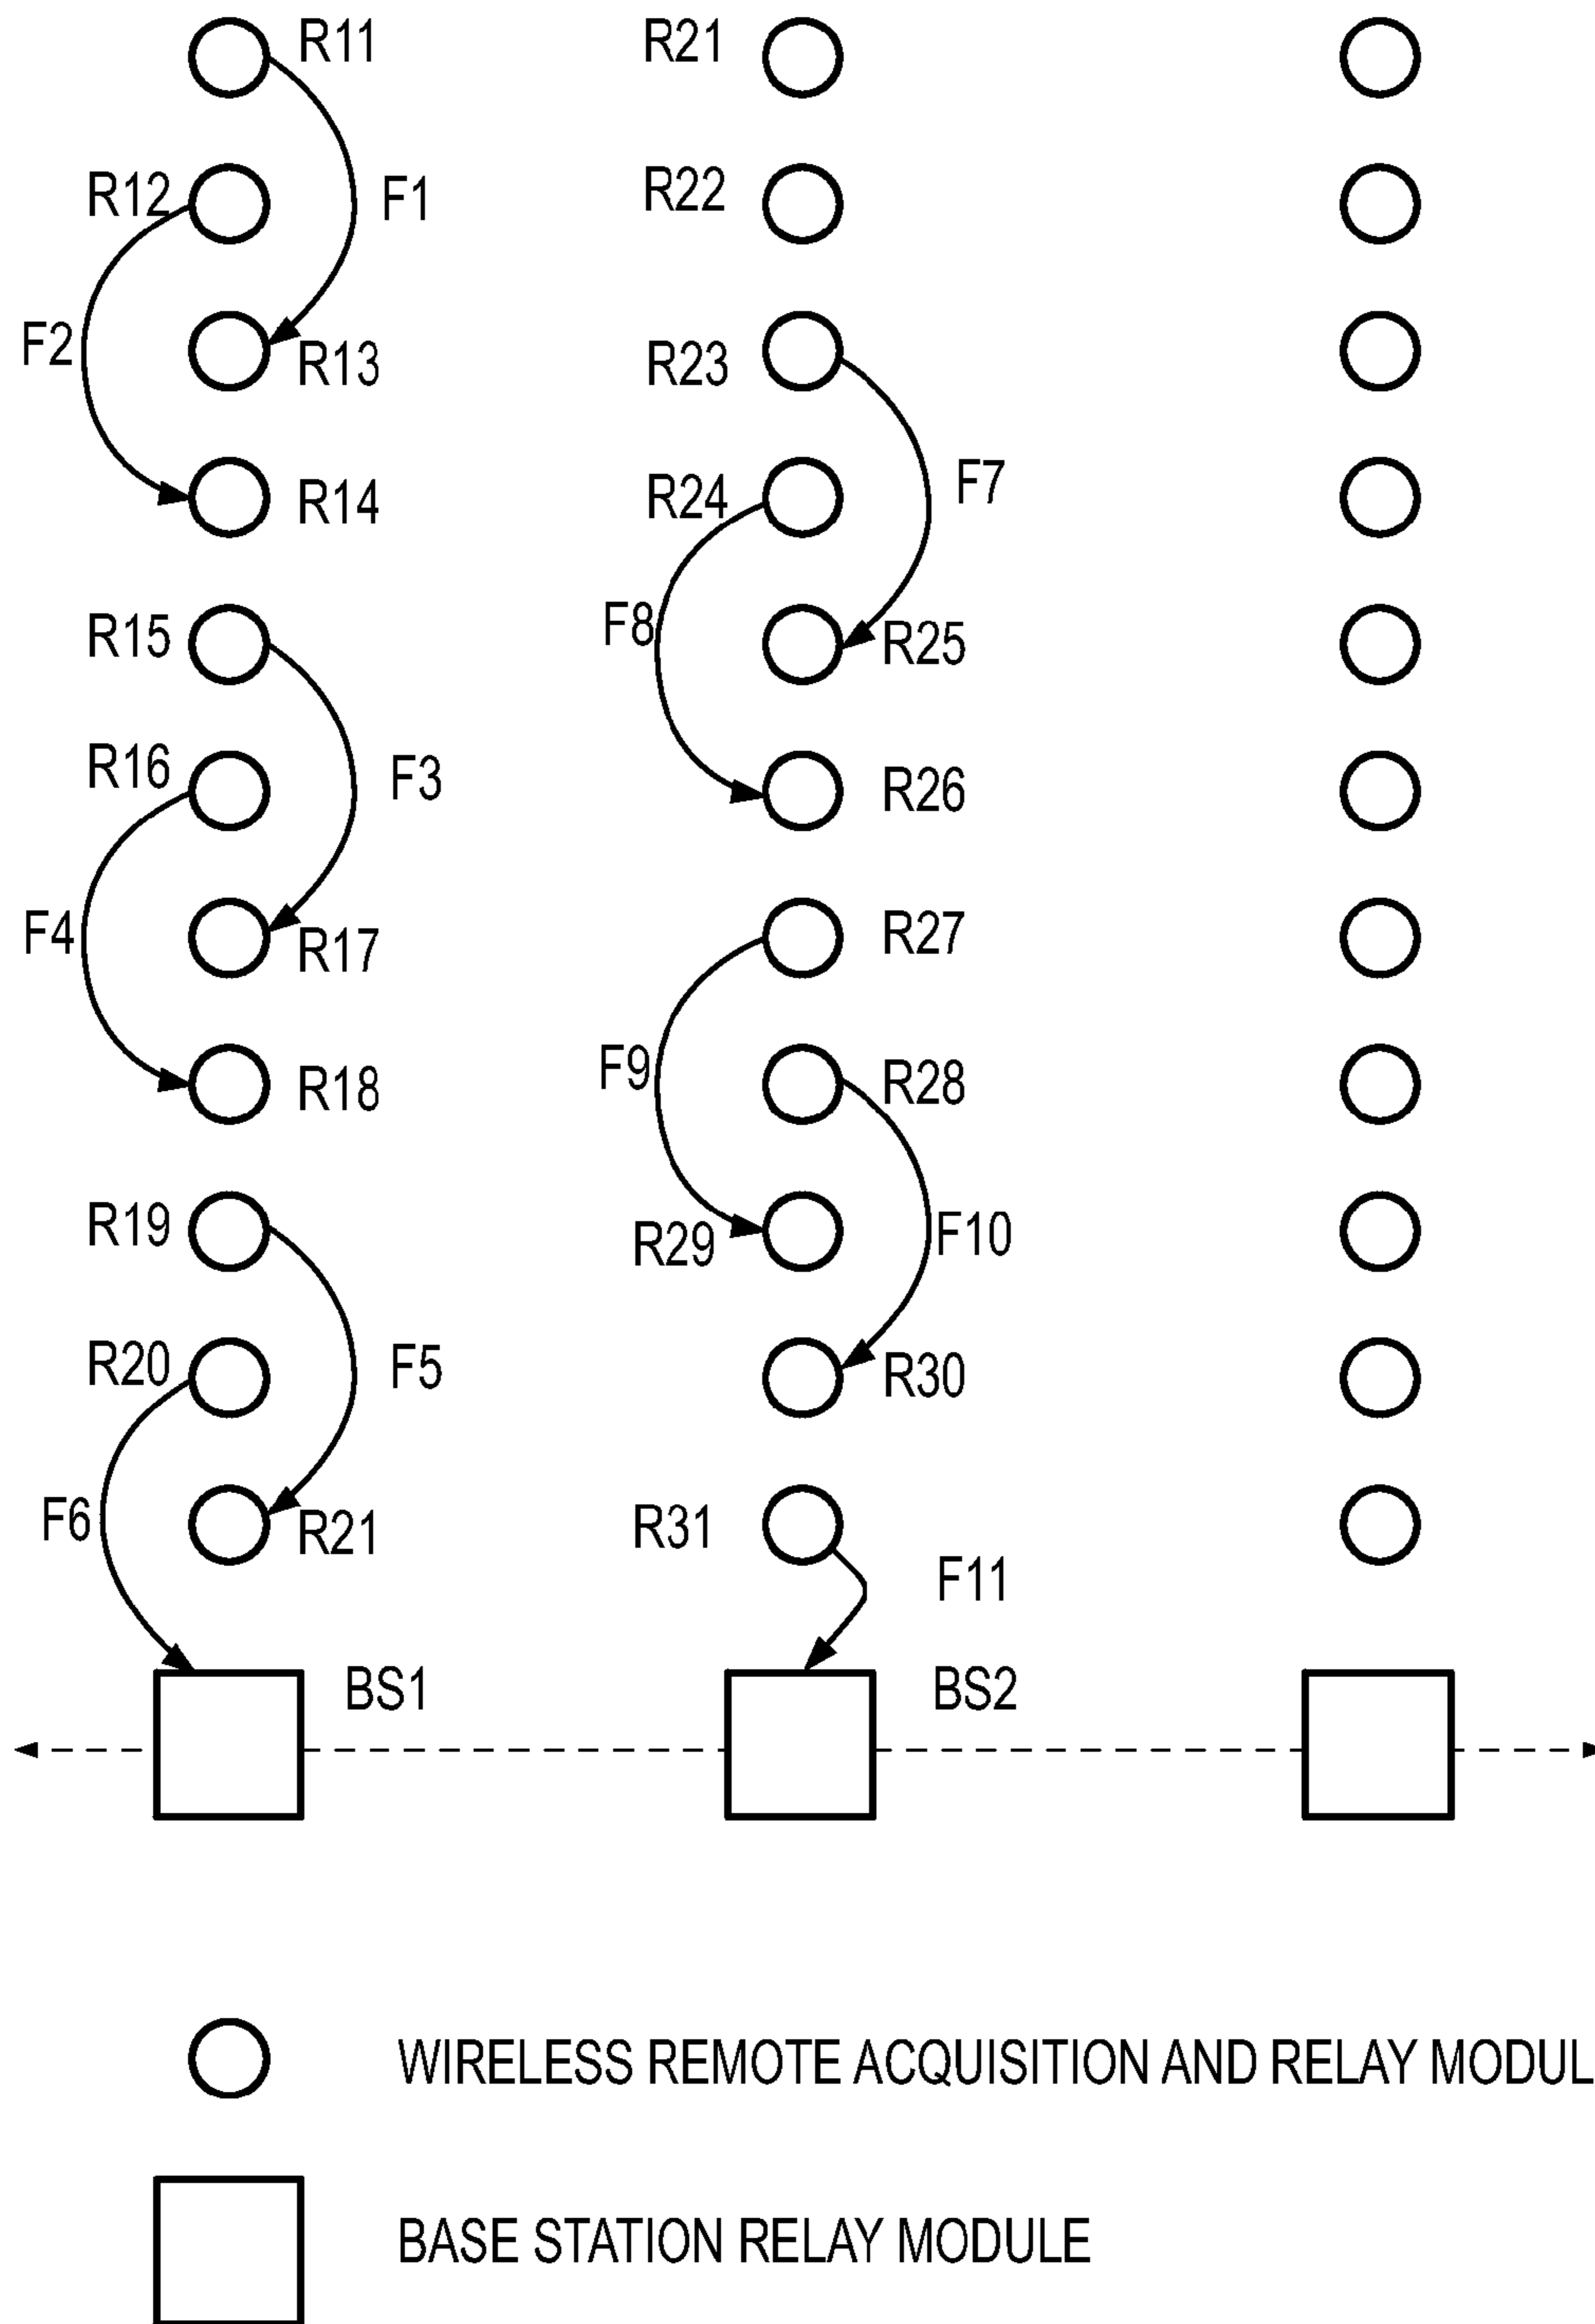 R11 R21
R12 F1 R22
F2 R13 R23
R14 R24 F7
R15 F8 R25
R16 F3 R26
F4 R17 R27
R18 F9 R28
R19 R29 F10
R20 F5 R30
F6 R21 R31 F11
BS1 BS2
WIRELESS REMOTE ACQUISITION AND RELAY MODUL
BASE STATION RELAY MODULE